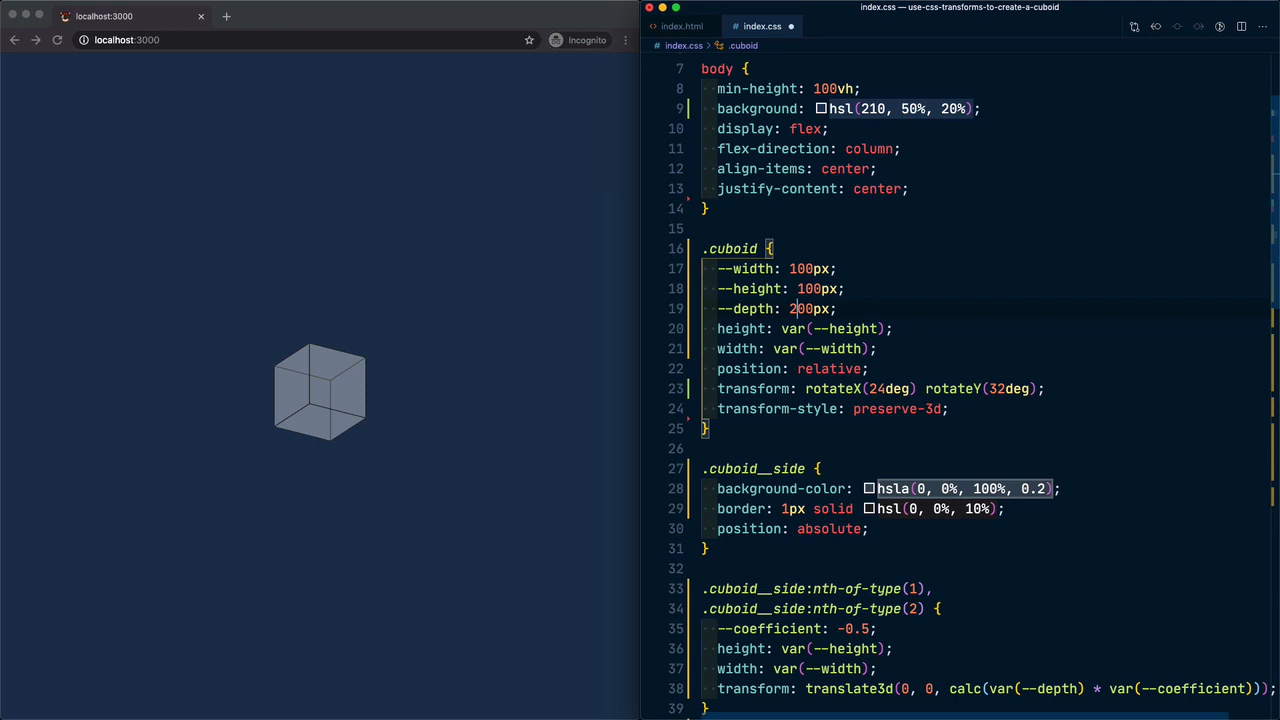 localhost:3000
localhost:3000
Incognito
index.css — use-css-transforms-to-create-a-cuboid
index.html
index.css
index.css > .cuboid
7 body {
8 min-height: 100vh;
9 background: hsl(210, 50%, 20%);
10 display: flex;
11 flex-direction: column;
12 align-items: center;
13 justify-content: center;
14 }
15
16 .cuboid {
17 --width: 100px;
18 --height: 100px;
19 --depth: 200px;
20 height: var(--height);
21 width: var(--width);
22 position: relative;
23 transform: rotateX(24deg) rotateY(32deg);
24 transform-style: preserve-3d;
25 }
26
27 .cuboid__side {
28 background-color: hsla(0, 0%, 100%, 0.2);
29 border: 1px solid hsl(0, 0%, 10%);
30 position: absolute;
31 }
32
33 .cuboid__side:nth-of-type(1),
34 .cuboid__side:nth-of-type(2) {
35 --coefficient: -0.5;
36 height: var(--height);
37 width: var(--width);
38 transform: translate3d(0, 0, calc(var(--depth) * var(--coefficient)));
39 }